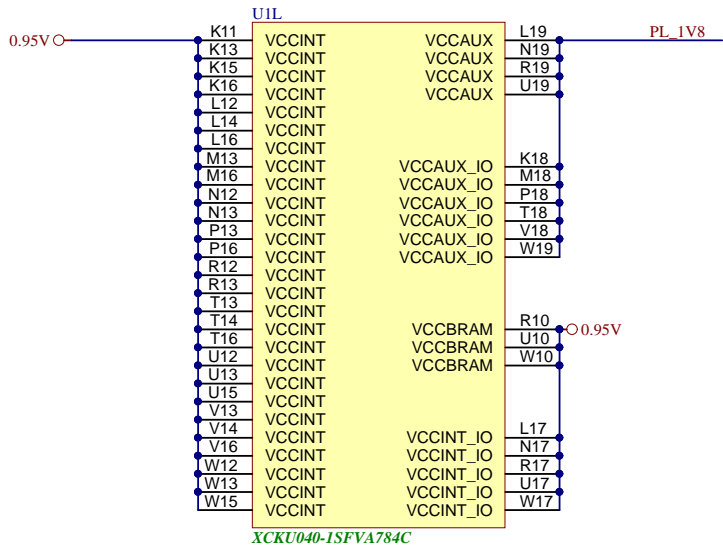 U1L
0.95V K11 VCCINT VCCAUX L19 PL_1V8
K13 VCCINT VCCAUX N19
K15 VCCINT VCCAUX R19
K16 VCCINT VCCAUX U19
L12 VCCINT
L14 VCCINT
L16 VCCINT
M13 VCCINT VCCAUX_IO K18
M16 VCCINT VCCAUX_IO M18
N12 VCCINT VCCAUX_IO P18
N13 VCCINT VCCAUX_IO T18
P13 VCCINT VCCAUX_IO V18
P16 VCCINT VCCAUX_IO W19
R12 VCCINT
R13 VCCINT
T13 VCCINT
T14 VCCINT VCCBRAM R10 0.95V
T16 VCCINT VCCBRAM U10
U12 VCCINT VCCBRAM W10
U13 VCCINT
U15 VCCINT
V13 VCCINT
V14 VCCINT VCCINT_IO L17
V16 VCCINT VCCINT_IO N17
W12 VCCINT VCCINT_IO R17
W13 VCCINT VCCINT_IO U17
W15 VCCINT VCCINT_IO W17
XCKU040-1SFVA784C